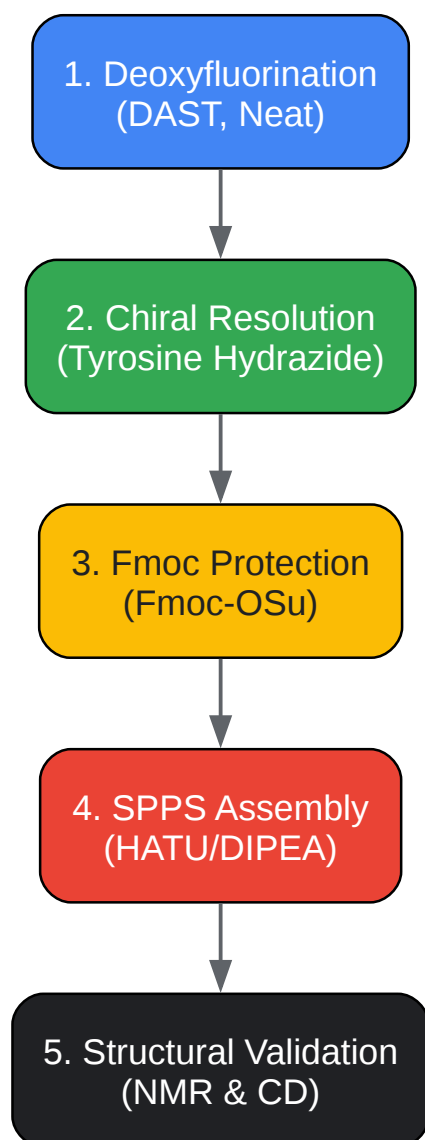 1. Deoxyfluorination
(DAST, Neat)
2. Chiral Resolution
(Tyrosine Hydrazide)
3. Fmoc Protection
(Fmoc-OSu)
4. SPPS Assembly
(HATU/DIPEA)
5. Structural Validation
(NMR & CD)